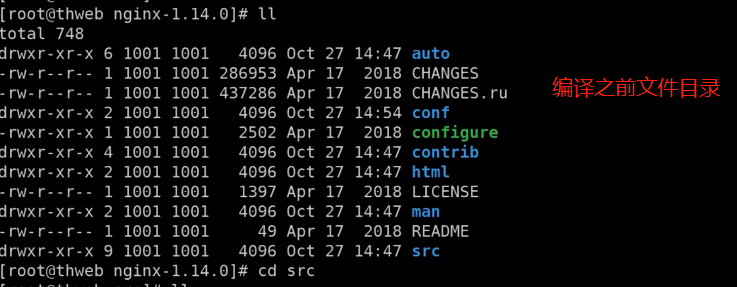 [root@thweb nginx-1.14.0]# ll
total 748
drwxr-xr-x 6 1001 1001   4096 Oct 27 14:47 auto
-rw-r--r-- 1 1001 1001 286953 Apr 17  2018 CHANGES
-rw-r--r-- 1 1001 1001 437286 Apr 17  2018 CHANGES.ru
编译之前文件目录
drwxr-xr-x 2 1001 1001   4096 Oct 27 14:54 conf
-rwxr-xr-x 1 1001 1001   2502 Apr 17  2018 configure
drwxr-xr-x 4 1001 1001   4096 Oct 27 14:47 contrib
drwxr-xr-x 2 1001 1001   4096 Oct 27 14:47 html
-rw-r--r-- 1 1001 1001   1397 Apr 17  2018 LICENSE
drwxr-xr-x 2 1001 1001   4096 Oct 27 14:47 man
-rw-r--r-- 1 1001 1001     49 Apr 17  2018 README
drwxr-xr-x 9 1001 1001   4096 Oct 27 14:47 src
[root@thweb nginx-1.14.0]# cd src